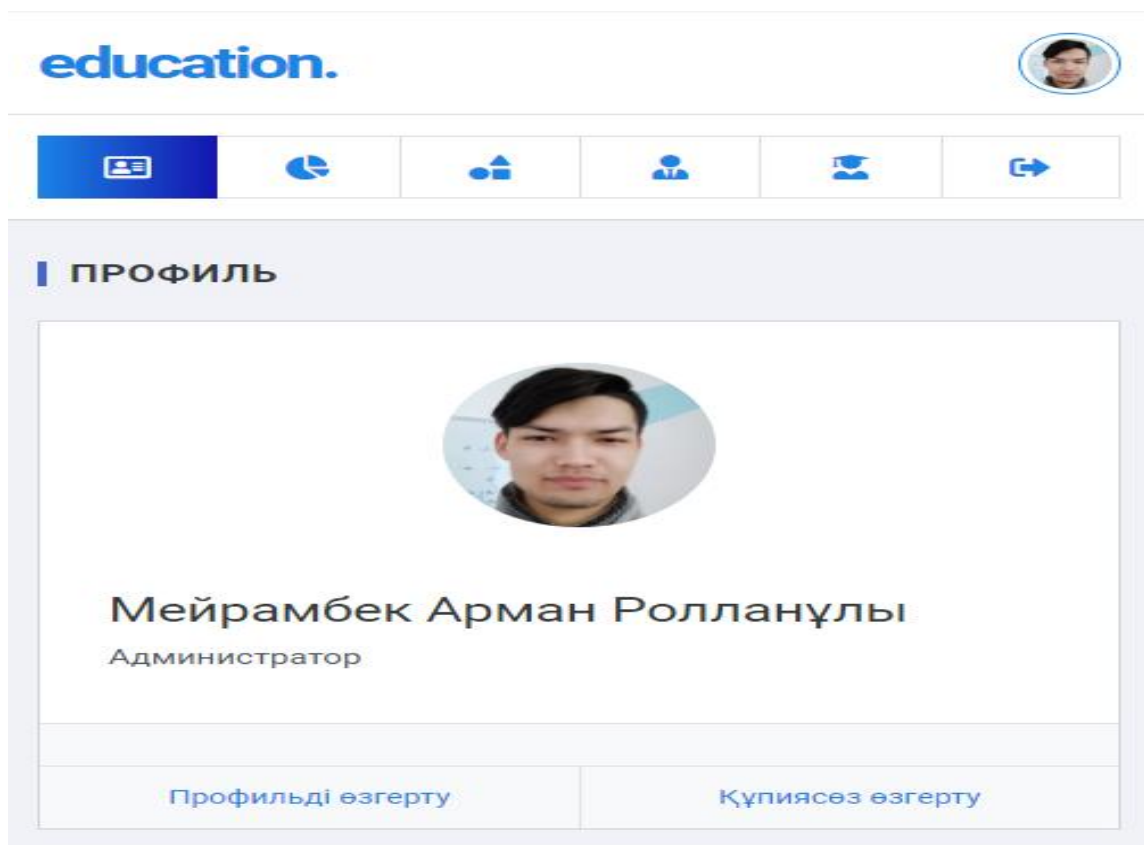 education.
ПРОФИЛЬ
Мейрамбек Арман Ролланұлы
Администратор
Профильді өзгерту
Құпиясөз өзгерту